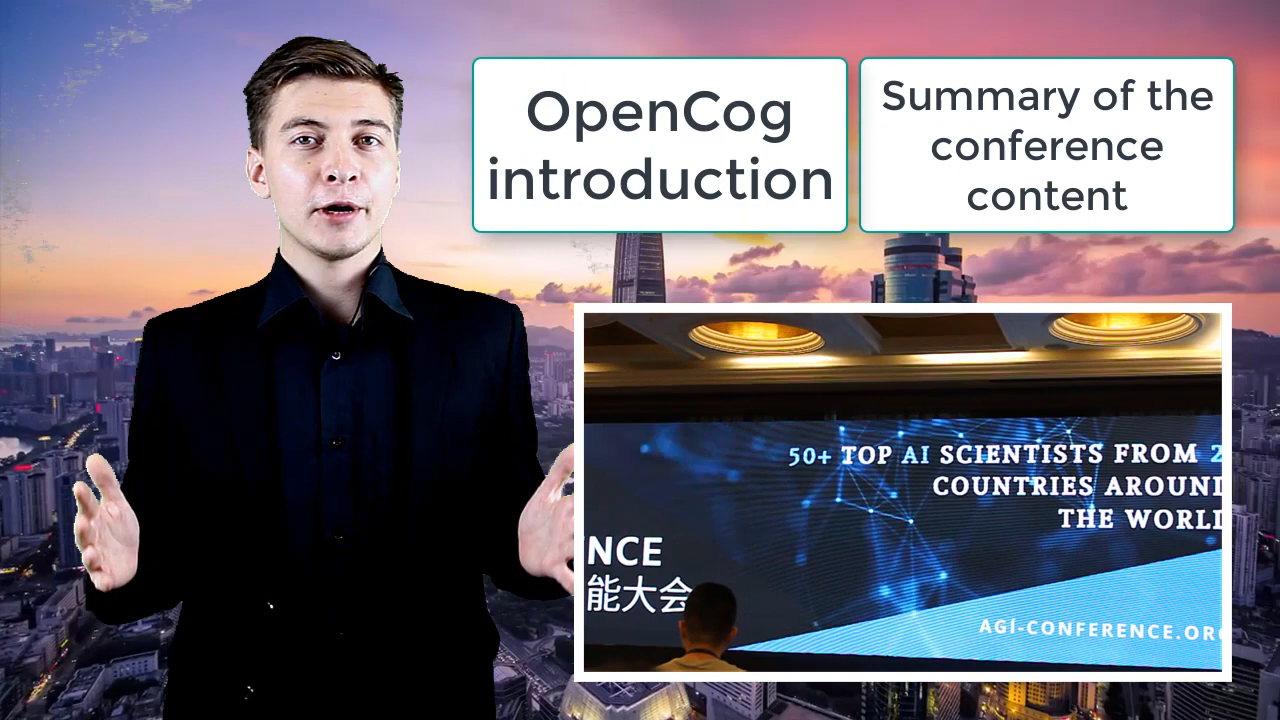 OpenCog
introduction
Summary of the
conference
content
50+ TOP AI SCIENTISTS FROM 2
COUNTRIES AROUN
THE WORL
NCE
能大会
AGI-CONFERENCE.OR